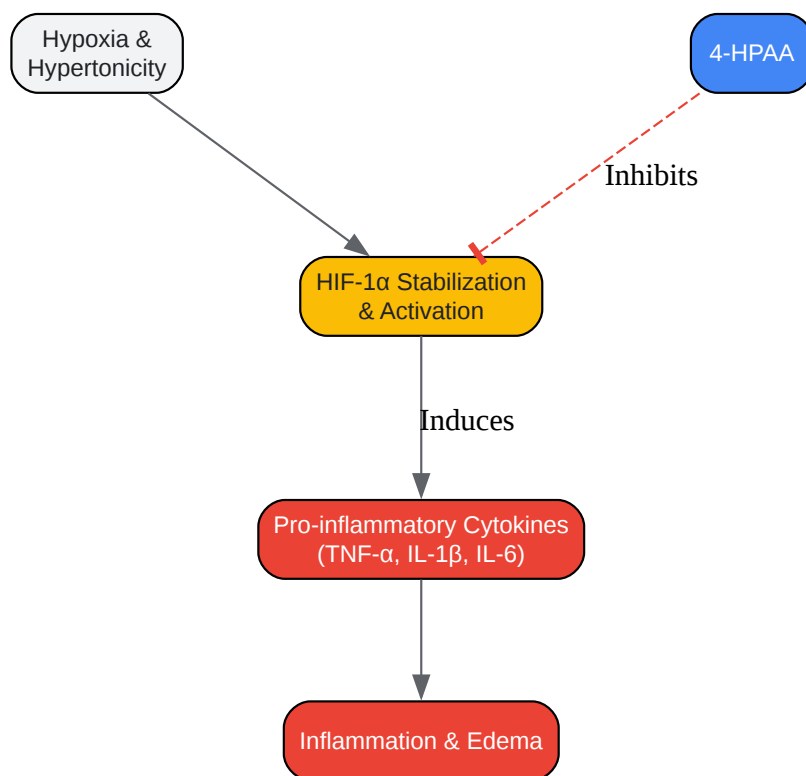 Hypoxia &
Hypertonicity
4-HPAA
Inhibits
HIF-1α Stabilization
& Activation
Induces
Pro-inflammatory Cytokines
(TNF-α, IL-1β, IL-6)
Inflammation & Edema